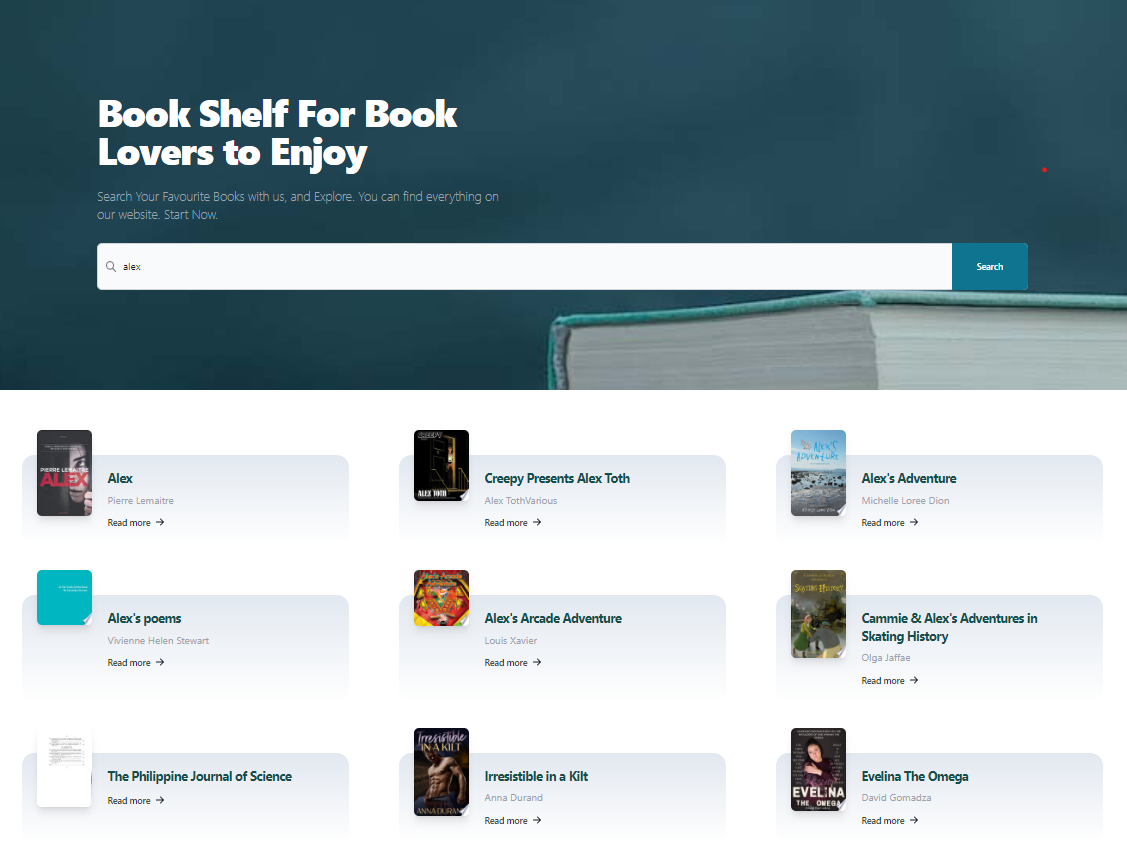 Book Shelf For Book
Lovers to Enjoy
Search Your Favourite Books with us, and Explore. You can find everything on
our website. Start Now.
alex
Search
PIERRE LEMAITRE
ALEX
Alex
Pierre Lemaitre
Read more
CREEPY
ALEX TOTH
Creepy Presents Alex Toth
Alex TothVarious
Read more
ALEX'S
ADVENTURE
Alex's Adventure
Michelle Loree Dion
Read more
Alex's poems
Vivienne Helen Stewart
Read more
Alex's Arcade
Adventure
Alex's Arcade Adventure
Louis Xavier
Read more
SKATING HISTORY
Cammie & Alex's Adventures in
Skating History
Olga Jaffae
Read more
The Philippine Journal of Science
Read more
Irresistible
IN A KILT
ANNA DURAND
Irresistible in a Kilt
Anna Durand
Read more
EVELINA
THE OMEGA
Evelina The Omega
David Gomadza
Read more